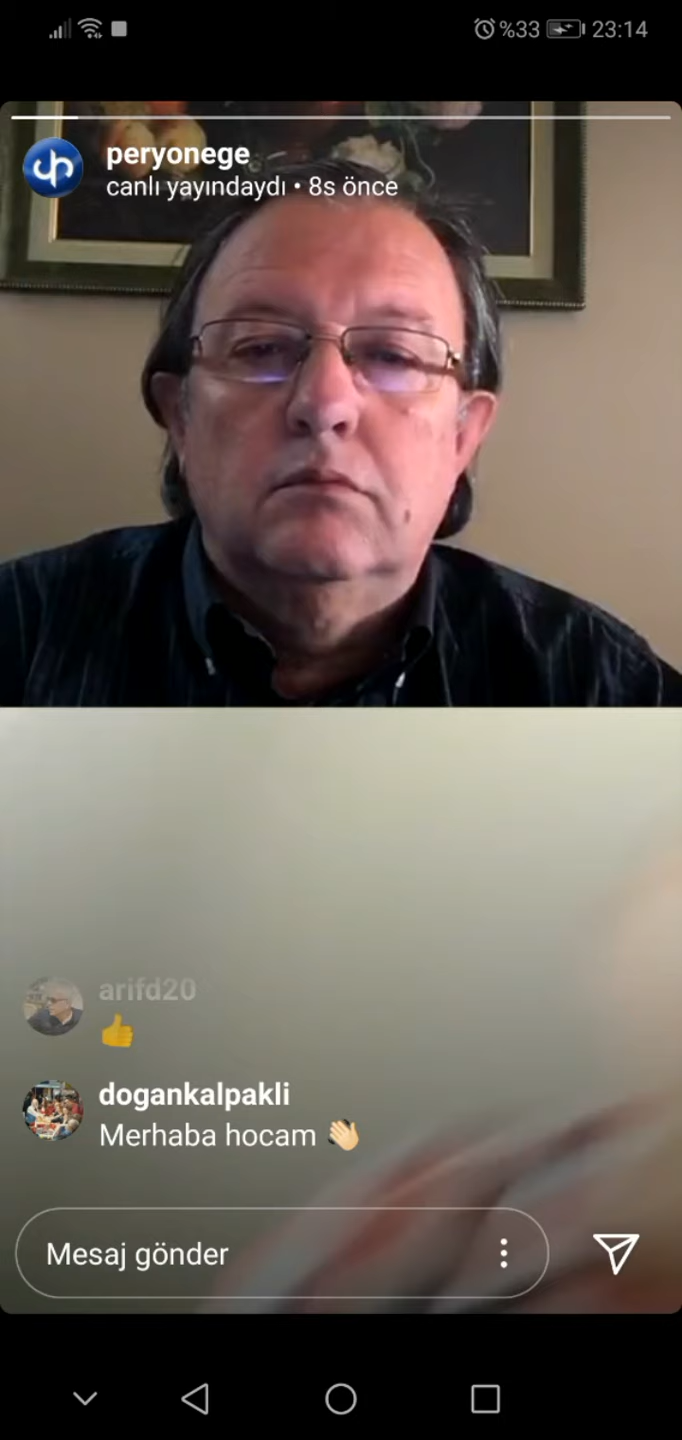 %33 23:14
peryonege
canlı yayındaydı • 8s önce
arifd20
👍
dogankalpakli
Merhaba hocam 👋🏻
Mesaj gönder